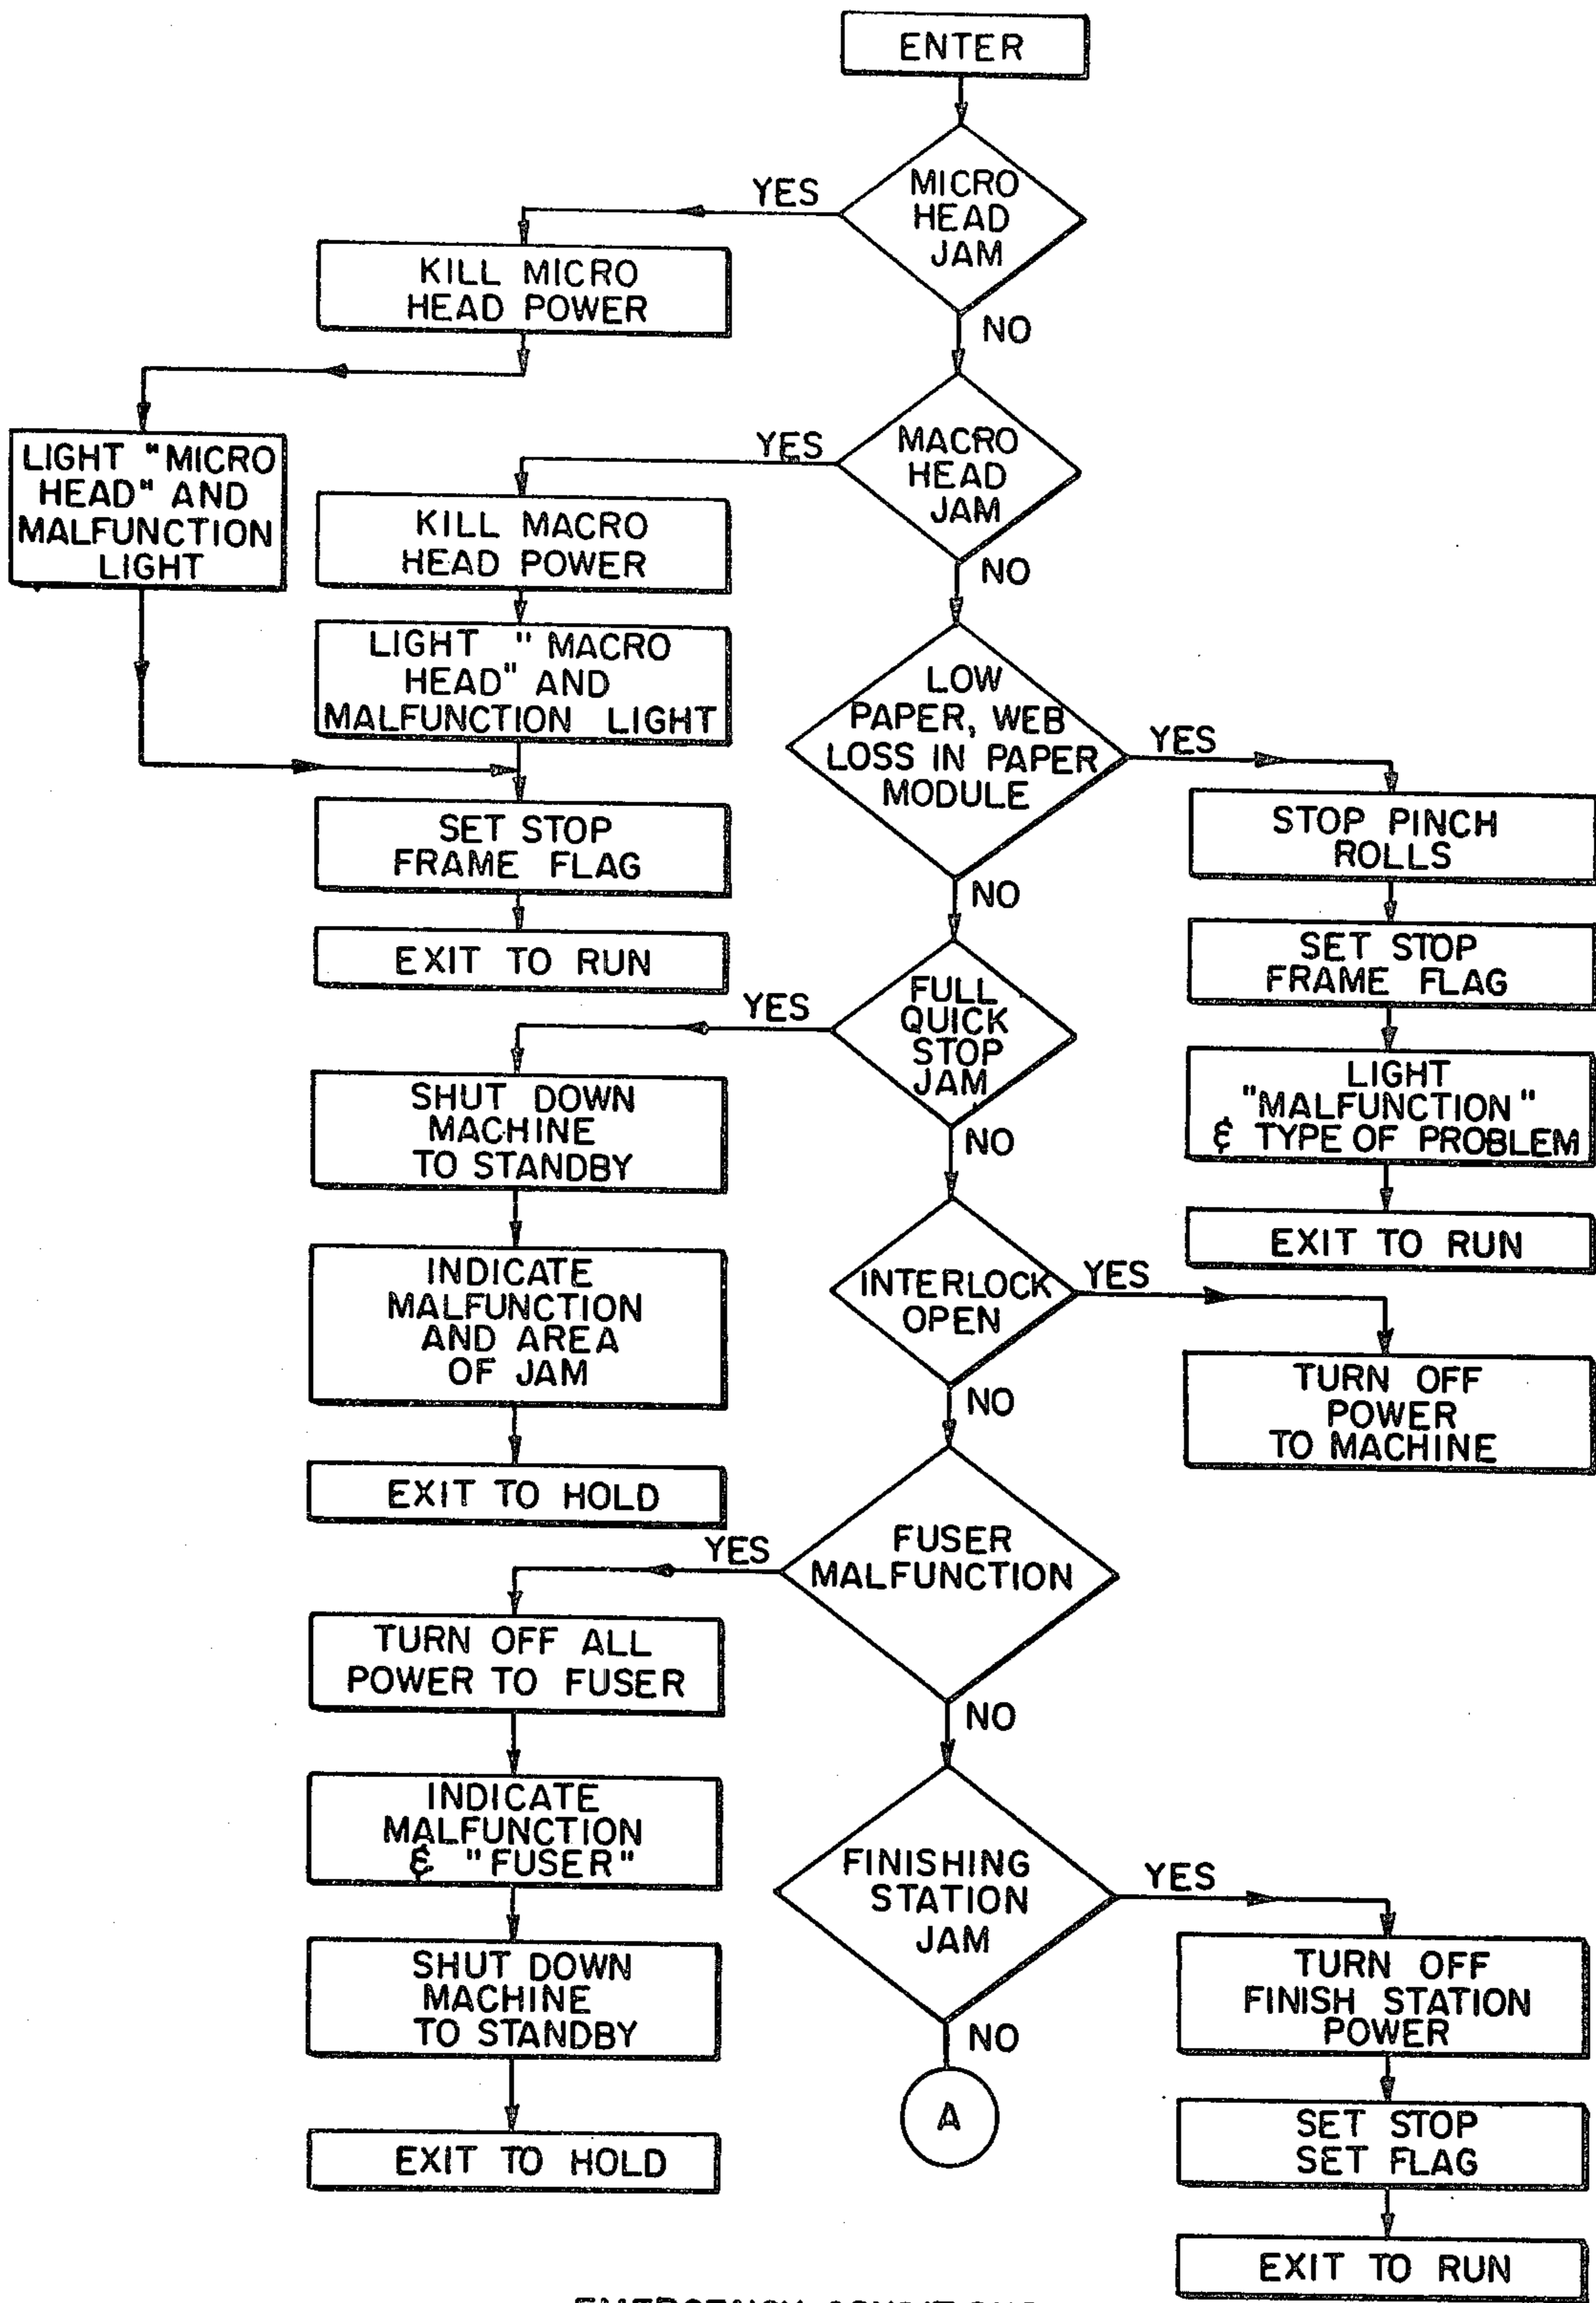 ENTER
MICRO
HEAD
JAM
YES
NO
KILL MICRO
HEAD POWER
LIGHT "MICRO
HEAD" AND
MALFUNCTION
LIGHT
MACRO
HEAD
JAM
YES
NO
KILL MACRO
HEAD POWER
LIGHT " MACRO
HEAD" AND
MALFUNCTION LIGHT
SET STOP
FRAME FLAG
EXIT TO RUN
LOW
PAPER, WEB
LOSS IN PAPER
MODULE
YES
NO
STOP PINCH
ROLLS
SET STOP
FRAME FLAG
LIGHT
"MALFUNCTION"
& TYPE OF PROBLEM
EXIT TO RUN
FULL
QUICK
STOP
JAM
YES
NO
SHUT DOWN
MACHINE
TO STANDBY
INDICATE
MALFUNCTION
AND AREA
OF JAM
EXIT TO HOLD
INTERLOCK
OPEN
YES
NO
TURN OFF
POWER
TO MACHINE
FUSER
MALFUNCTION
YES
NO
TURN OFF ALL
POWER TO FUSER
INDICATE
MALFUNCTION
& "FUSER"
SHUT DOWN
MACHINE
TO STANDBY
EXIT TO HOLD
FINISHING
STATION
JAM
YES
NO
A
TURN OFF
FINISH STATION
POWER
SET STOP
SET FLAG
EXIT TO RUN